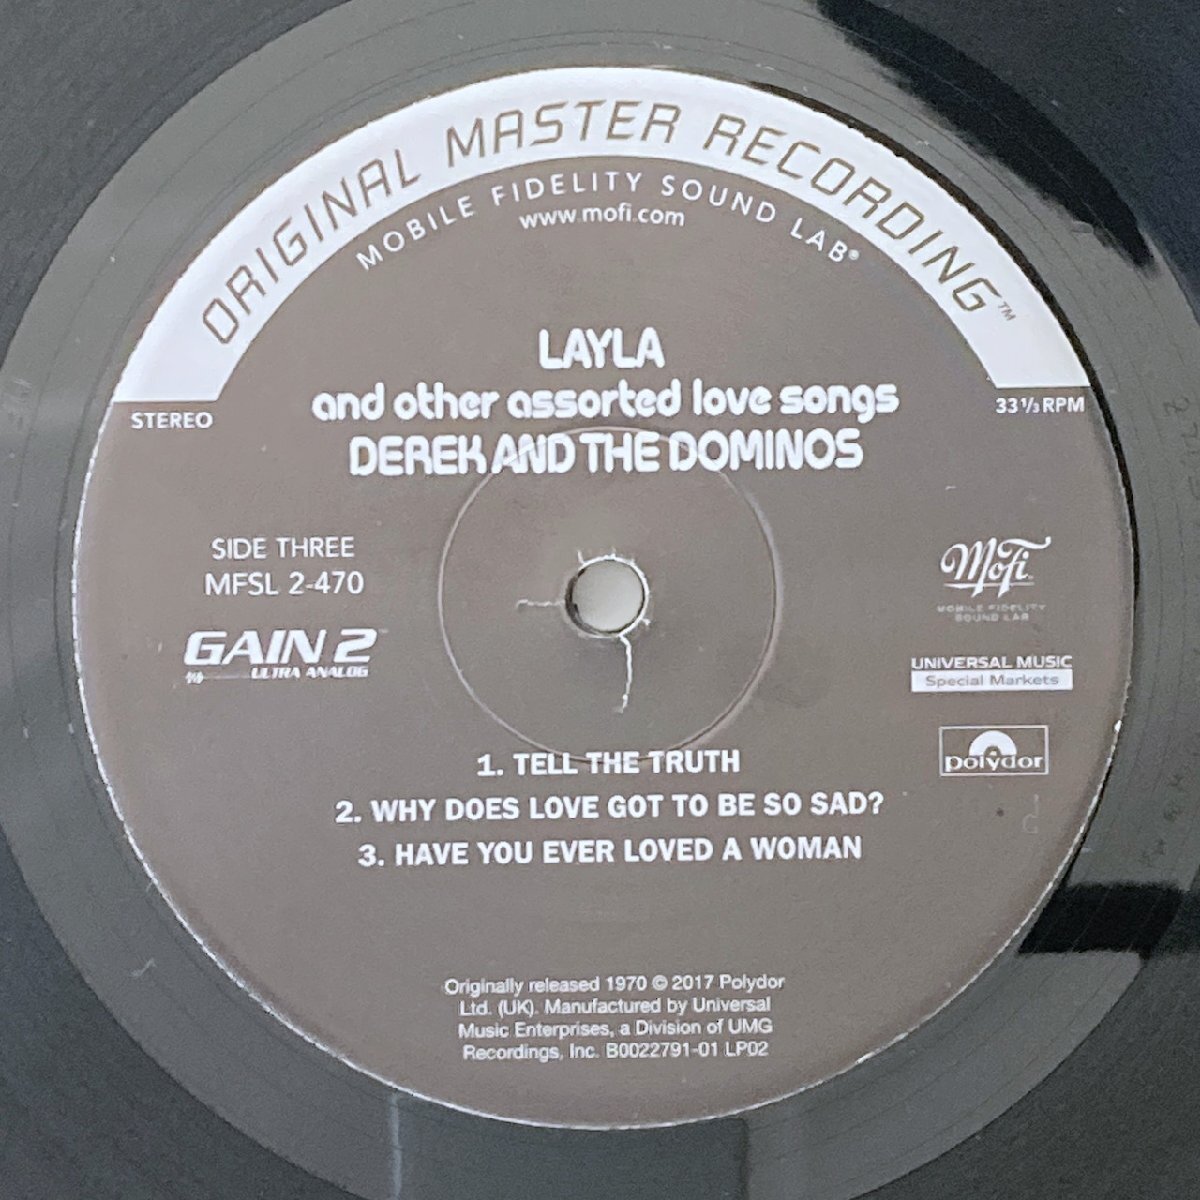 ORIGINAL MASTER RECORDING™
MOBILE FIDELITY SOUND LAB®
www.mofi.com
LAYLA
and other assorted love songs
DEREK AND THE DOMINOS
STEREO
33 1/3 RPM
SIDE THREE
MFSL 2-470
GAIN 2™
ULTRA ANALOG
MoFi
MOBILE FIDELITY
SOUND LAB
UNIVERSAL MUSIC
Special Markets
polydor
1. TELL THE TRUTH
2. WHY DOES LOVE GOT TO BE SO SAD?
3. HAVE YOU EVER LOVED A WOMAN
Originally released 1970 © 2017 Polydor
Ltd. (UK). Manufactured by Universal
Music Enterprises, a Division of UMG
Recordings, Inc. B0022791-01 LP02